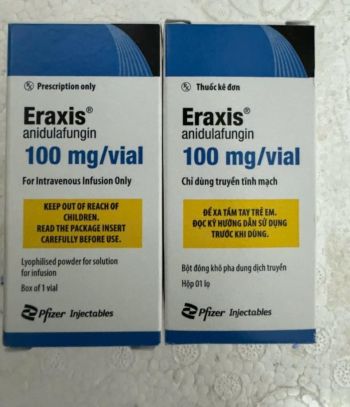 Prescription only
Eraxis®
anidulafungin
100 mg/vial
For Intravenous Infusion Only
KEEP OUT OF REACH OF
CHILDREN.
READ THE PACKAGE INSERT
CAREFULLY BEFORE USE.
Lyophilised powder for solution
for infusion
Box of 1 vial
Pfizer Injectables
Thuốc kê đơn
Eraxis®
anidulafungin
100 mg/vial
Chỉ dùng truyền tĩnh mạch
ĐỂ XA TẦM TAY TRẺ EM.
ĐỌC KỸ HƯỚNG DẪN SỬ DỤNG
TRƯỚC KHI DÙNG.
Bột đông khô pha dung dịch truyền
Hộp 01 lọ
Pfizer Injectables